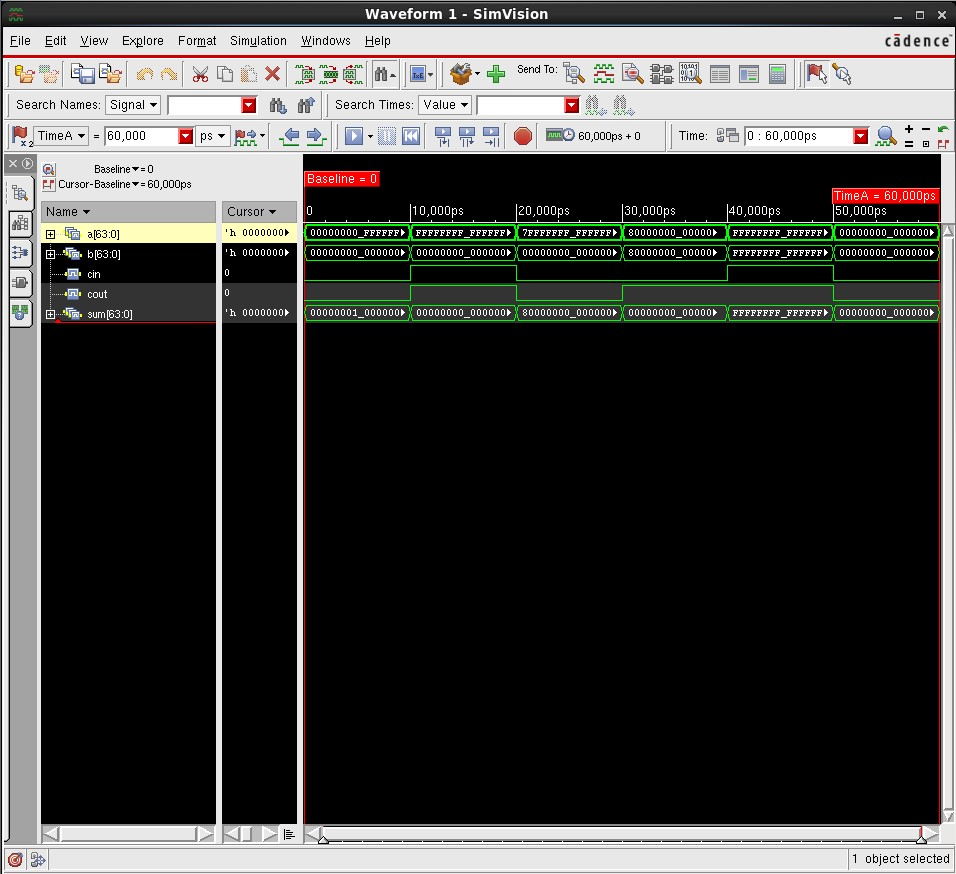 Waveform 1 - SimVision
File Edit View Explore Format Simulation Windows Help cādence
Send To:
Search Names: Signal Search Times: Value
TimeA = 60,000 ps 60,000ps + 0 Time: 0 : 60,000ps
Baseline = 0
Cursor-Baseline = 60,000ps
Baseline = 0
TimeA = 60,000ps
Name Cursor 0 10,000ps 20,000ps 30,000ps 40,000ps 50,000ps
a[63:0] 'h 0000000 00000000_FFFFFF FFFFFFFF_FFFFFF 7FFFFFFF_FFFFFF 80000000_00000 FFFFFFFF_FFFFFF 00000000_000000
b[63:0] 'h 0000000 00000000_000000 00000000_000000 00000000_000000 80000000_00000 FFFFFFFF_FFFFFF 00000000_000000
cin 0
cout 0
sum[63:0] 'h 0000000 00000001_000000 00000000_000000 80000000_000000 00000000_00000 FFFFFFFF_FFFFFF 00000000_000000
1 object selected